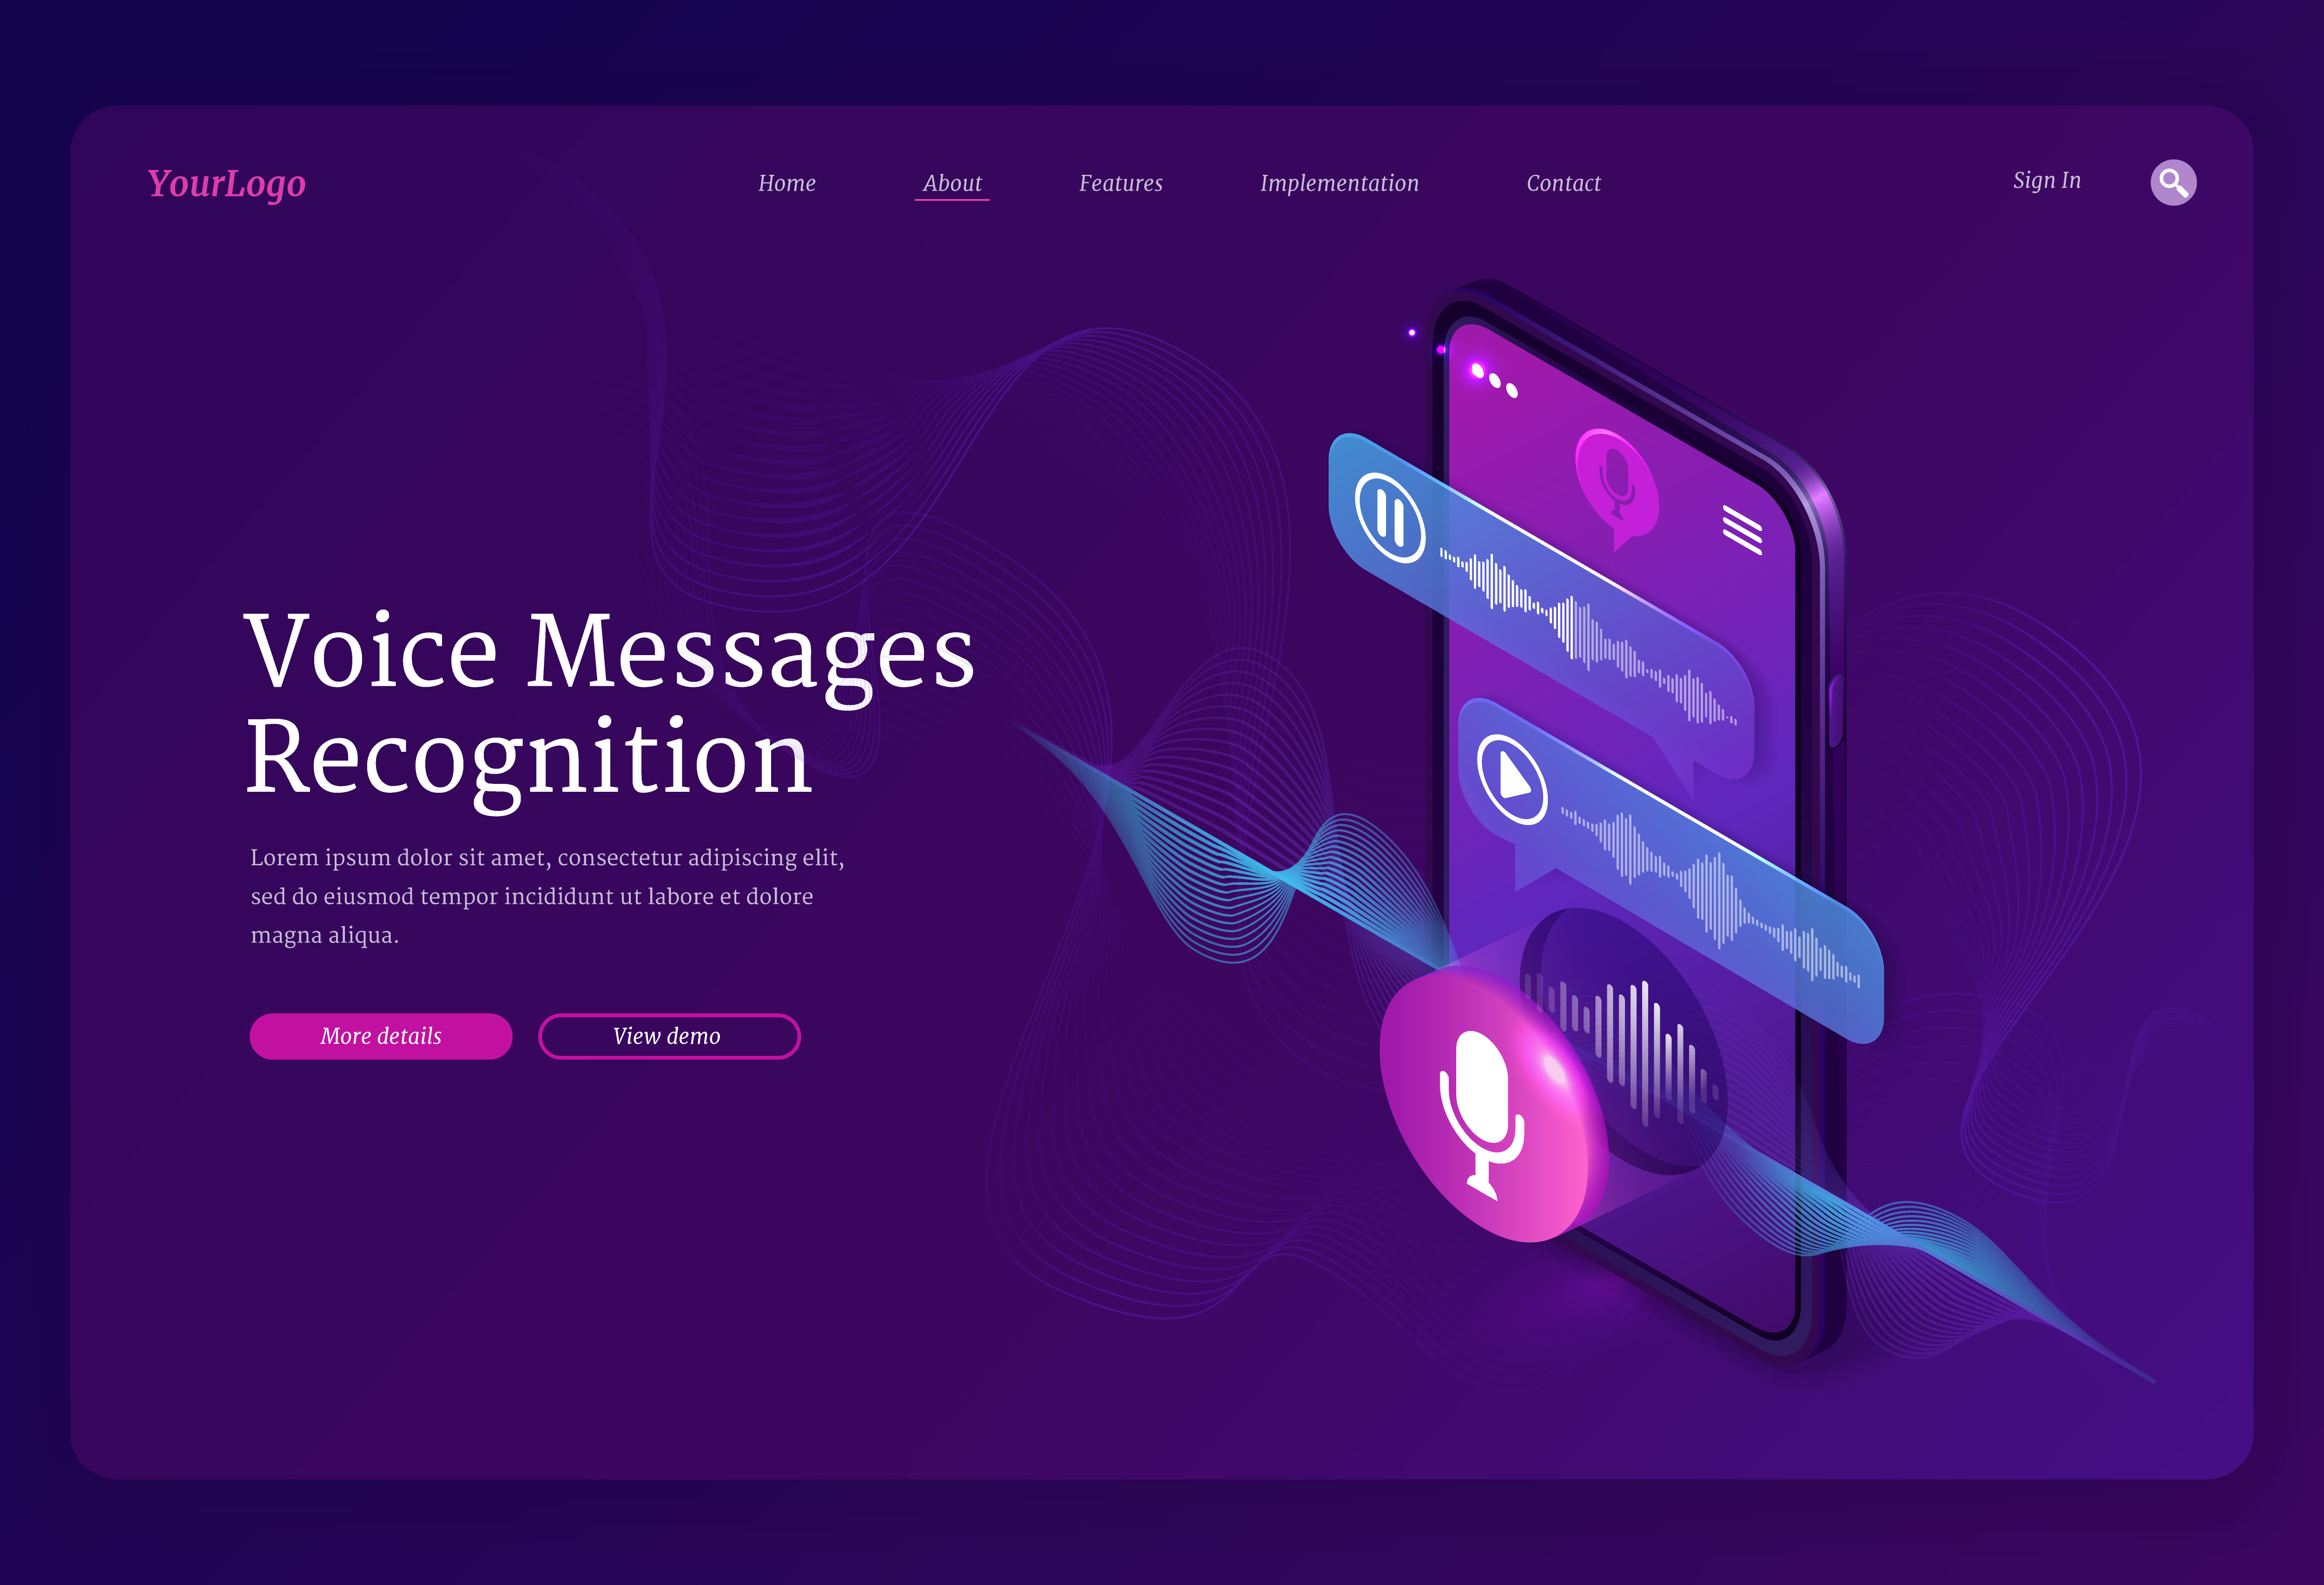 YourLogo
Home
About
Features
Implementation
Contact
Sign In
Voice Messages
Recognition
Lorem ipsum dolor sit amet, consectetur adipiscing elit,
sed do eiusmod tempor incididunt ut labore et dolore
magna aliqua.
More details
View demo